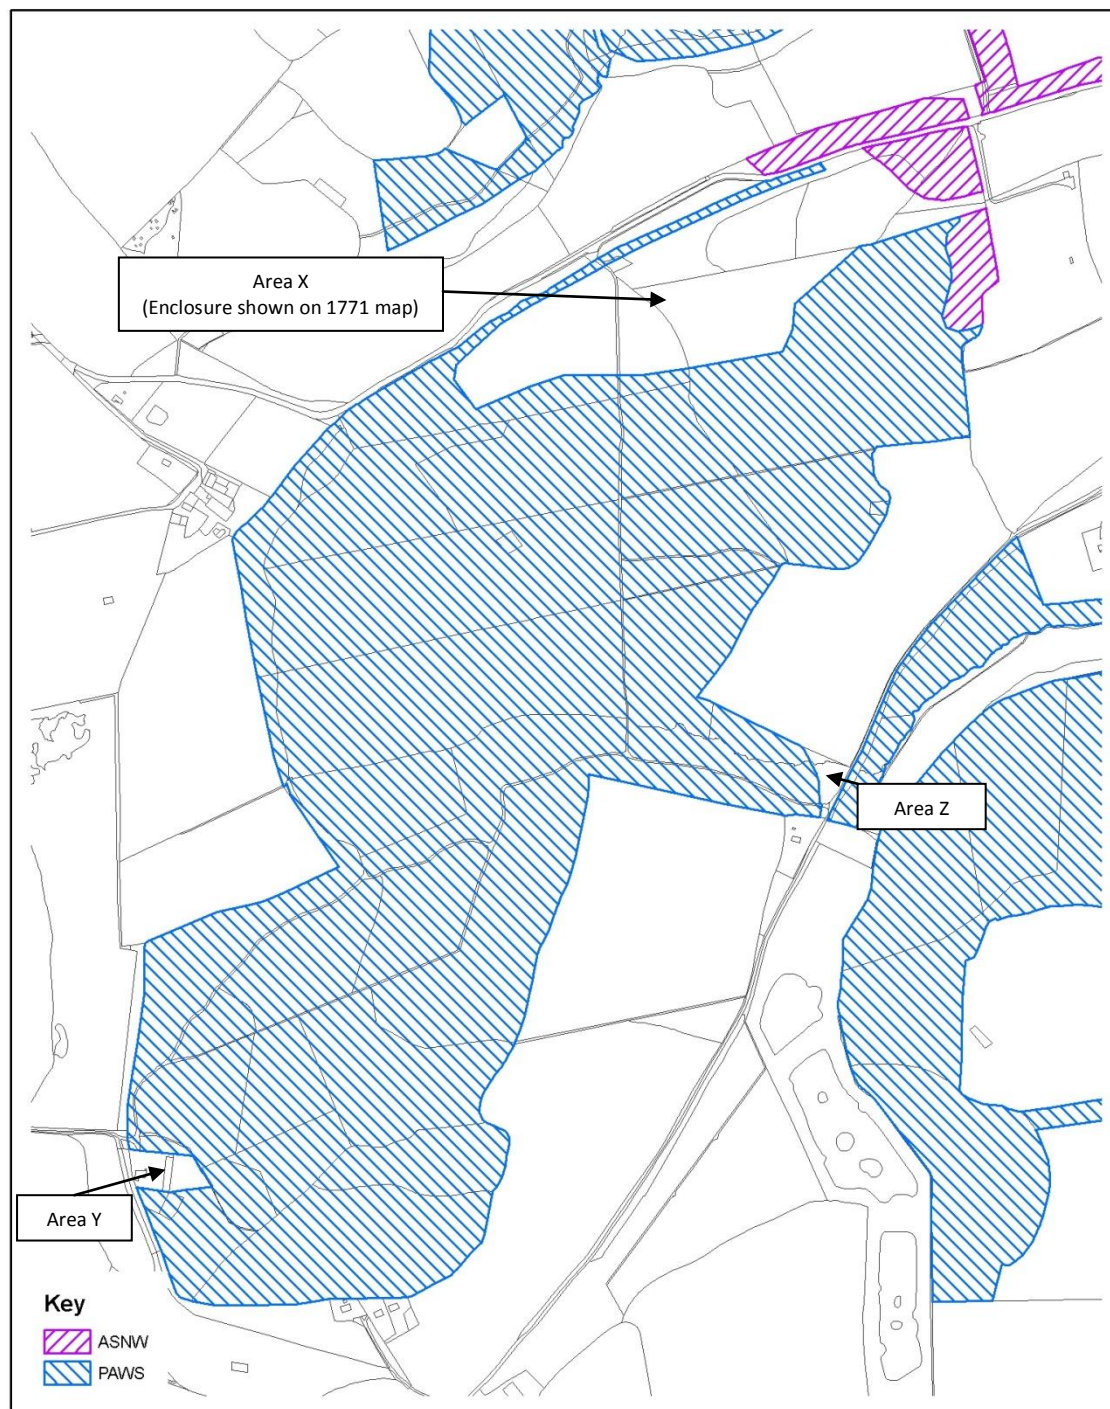 Area X
(Enclosure shown on 1771 map)
Area Z
Area Y
Key
ASNW
PAWS